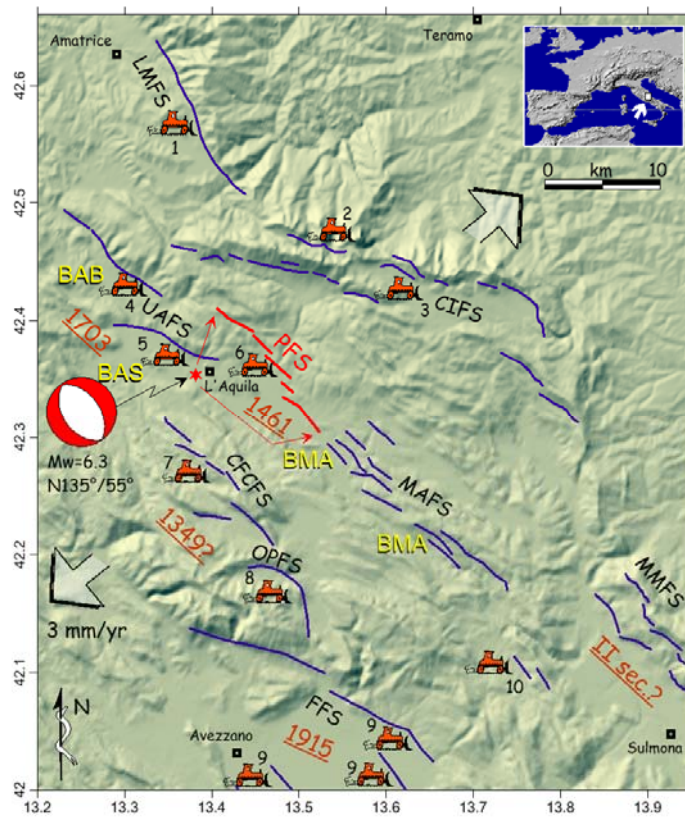 Amatrice
Teramo
42.6
LMFS
1
0 km 10
42.5
2
BAB
4
UAFS
3
CIFS
42.4
1703
5
BAS
6
PFS
L'Aquila
1461
42.3
BMA
Mw=6.3
N135°/55°
7
CFCFS
MAFS
1349?
BMA
42.2
OPFS
8
MMFS
3 mm/yr
II sec.?
42.1
10
N
FFS
1915
9
Avezzano
9
9
Sulmona
42
13.2 13.3 13.4 13.5 13.6 13.7 13.8 13.9